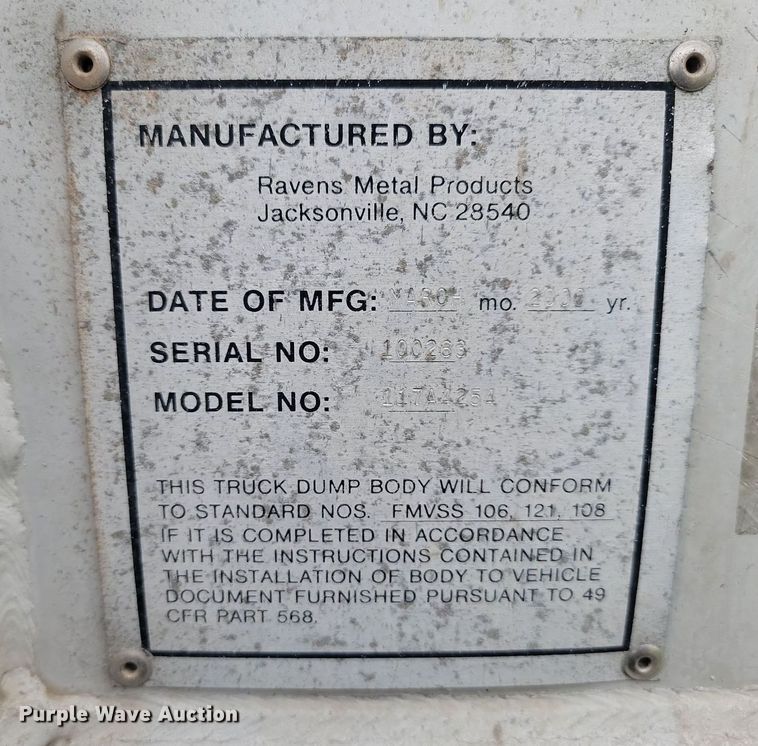 MANUFACTURED BY:
Ravens Metal Products
Jacksonville, NC 28540
DATE OF MFG: MARCH mo. yr.
SERIAL NO: 100263
MODEL NO:
THIS TRUCK DUMP BODY WILL CONFORM
TO STANDARD NOS. FMVSS 106, 121, 108
IF IT IS COMPLETED IN ACCORDANCE
WITH THE INSTRUCTIONS CONTAINED IN
THE INSTALLATION OF BODY TO VEHICLE
DOCUMENT FURNISHED PURSUANT TO 49
CFR PART 568.
Purple Wave Auction